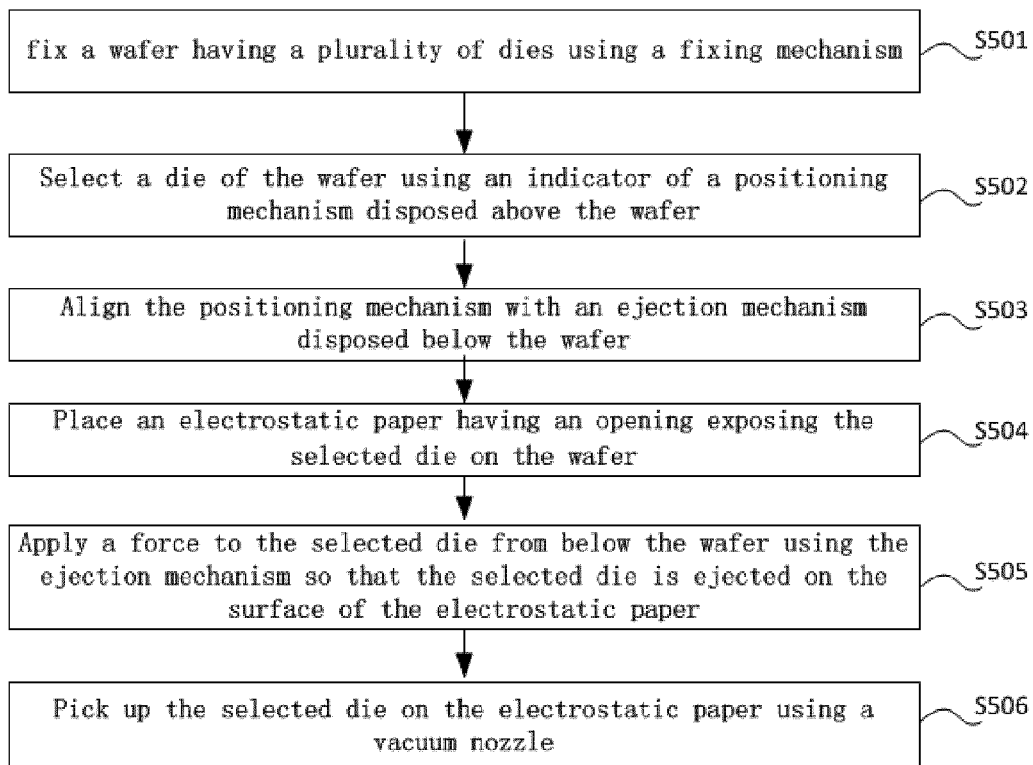 fix a wafer having a plurality of dies using a fixing mechanism
S501
Select a die of the wafer using an indicator of a positioning
mechanism disposed above the wafer
S502
Align the positioning mechanism with an ejection mechanism
disposed below the wafer
S503
Place an electrostatic paper having an opening exposing the
selected die on the wafer
S504
Apply a force to the selected die from below the wafer using the
ejection mechanism so that the selected die is ejected on the
surface of the electrostatic paper
S505
Pick up the selected die on the electrostatic paper using a
vacuum nozzle
S506